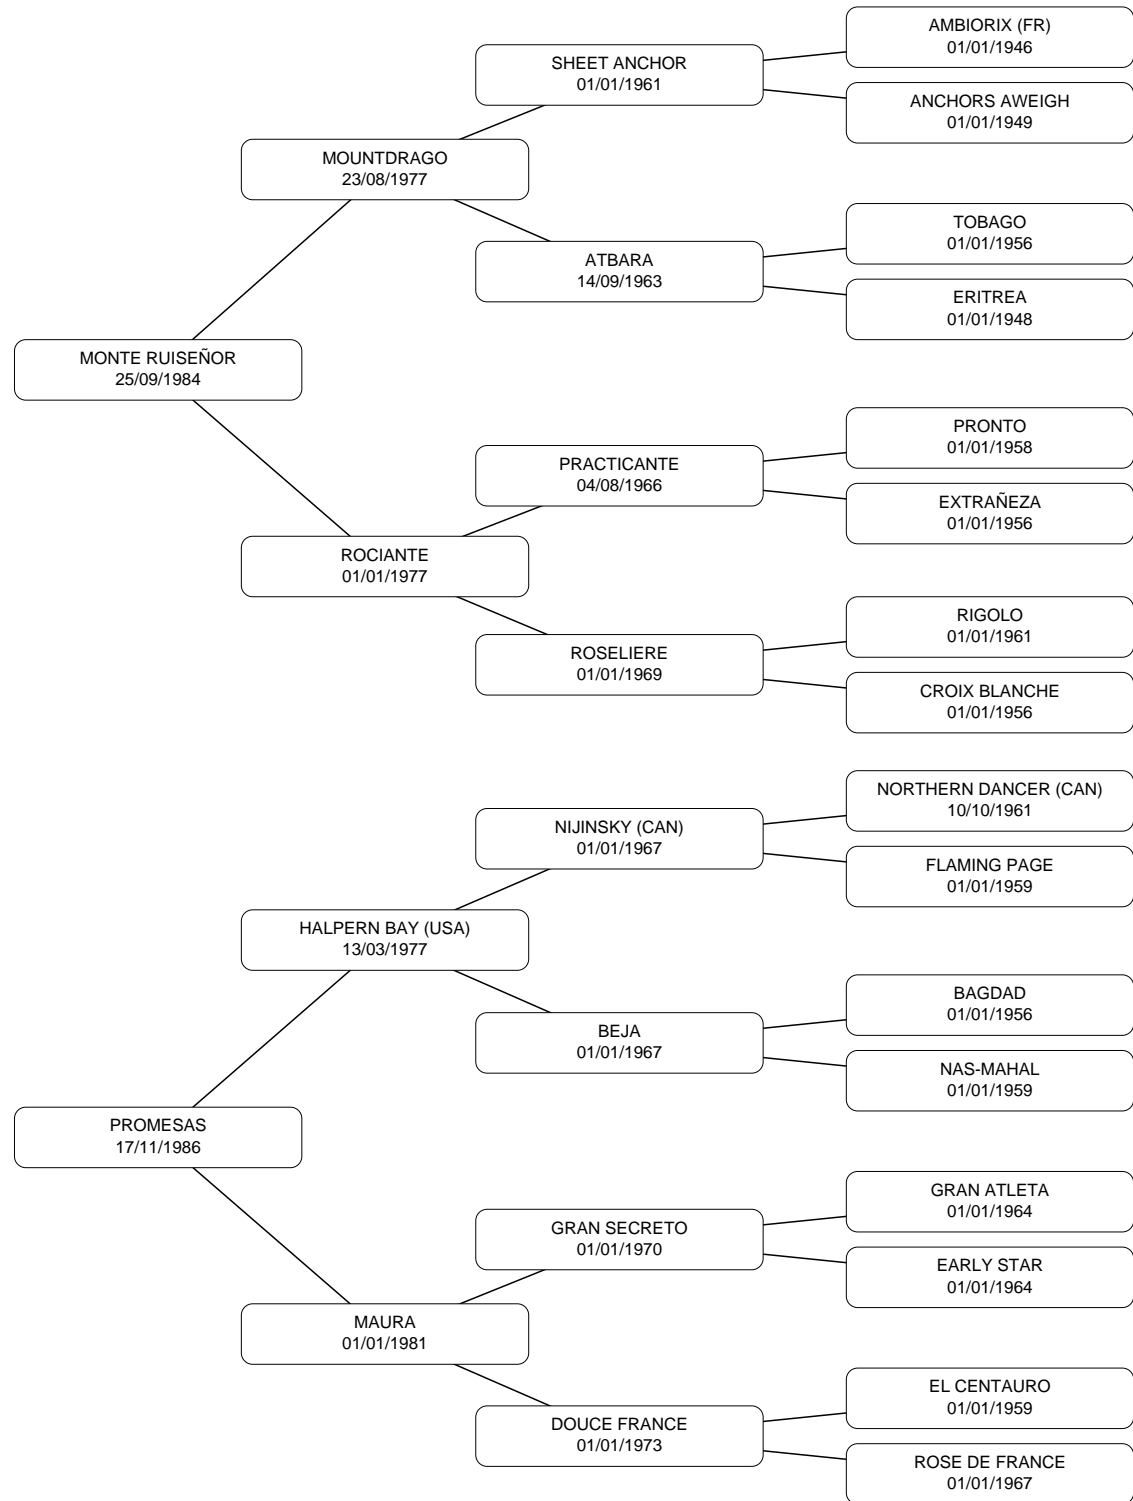 AMBIORIX (FR)
01/01/1946
SHEET ANCHOR
01/01/1961
ANCHORS AWEIGH
01/01/1949
MOUNTDRAGO
23/08/1977
TOBAGO
01/01/1956
ATBARA
14/09/1963
ERITREA
01/01/1948
MONTE RUISEÑOR
25/09/1984
PRONTO
01/01/1958
PRACTICANTE
04/08/1966
EXTRAÑEZA
01/01/1956
ROCIANTE
01/01/1977
RIGOLO
01/01/1961
ROSELIERE
01/01/1969
CROIX BLANCHE
01/01/1956
NORTHERN DANCER (CAN)
10/10/1961
NIJINSKY (CAN)
01/01/1967
FLAMING PAGE
01/01/1959
HALPERN BAY (USA)
13/03/1977
BAGDAD
01/01/1956
BEJA
01/01/1967
NAS-MAHAL
01/01/1959
PROMESAS
17/11/1986
GRAN ATLETA
01/01/1964
GRAN SECRETO
01/01/1970
EARLY STAR
01/01/1964
MAURA
01/01/1981
EL CENTAURO
01/01/1959
DOUCE FRANCE
01/01/1973
ROSE DE FRANCE
01/01/1967